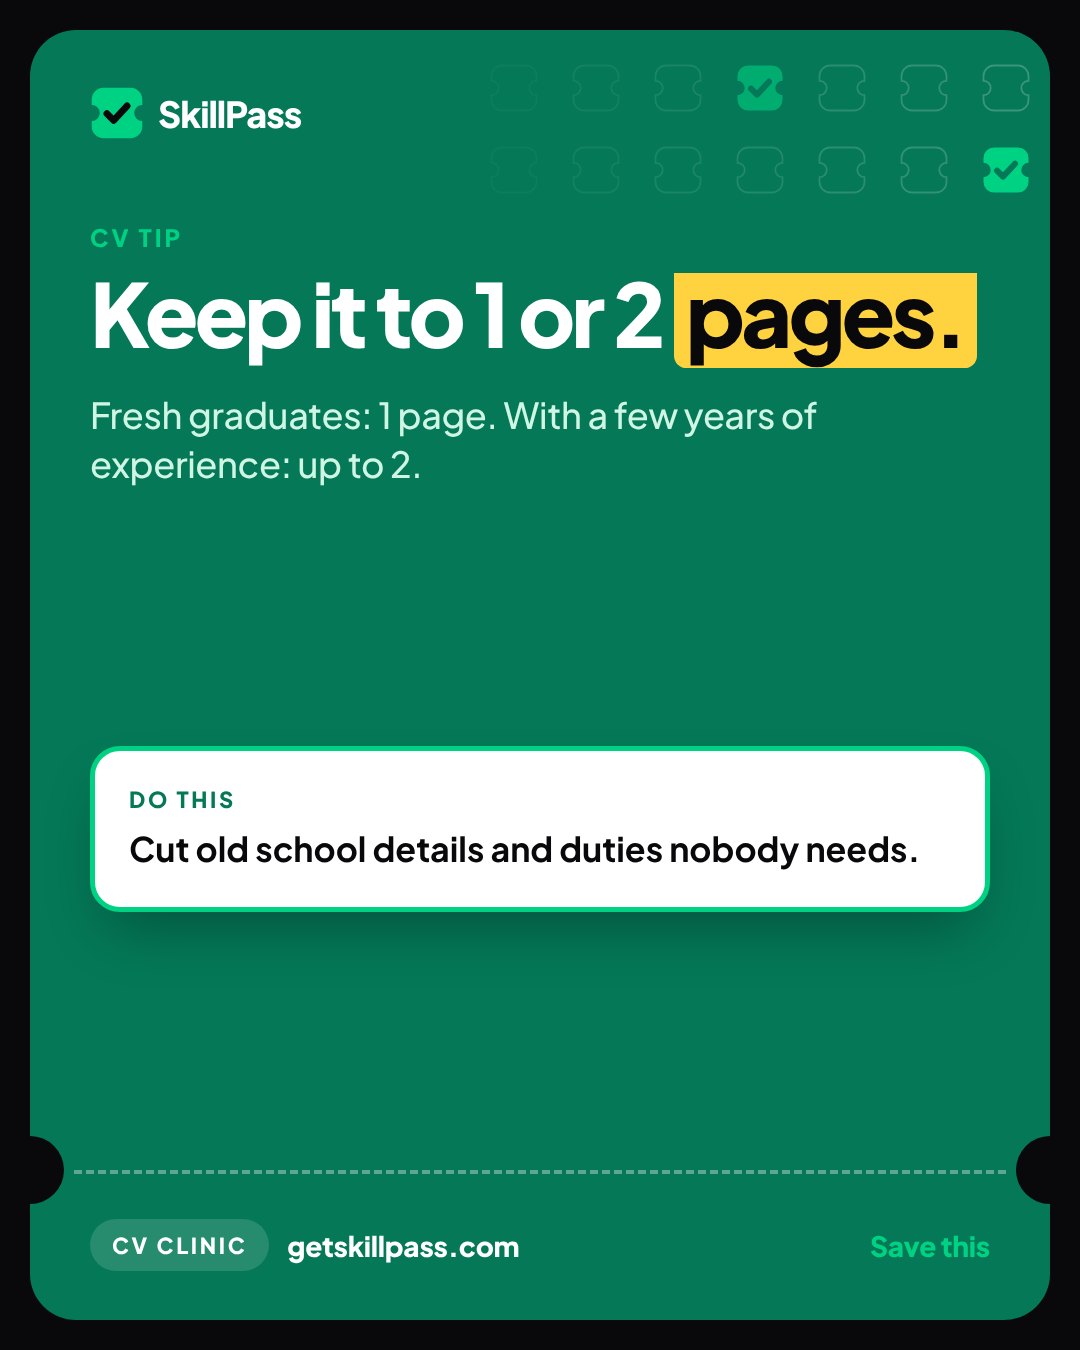 SkillPass
CV TIP
Keep it to 1 or 2 pages.
Fresh graduates: 1 page. With a few years of
experience: up to 2.
DO THIS
Cut old school details and duties nobody needs.
CV CLINIC getskillpass.com Save this